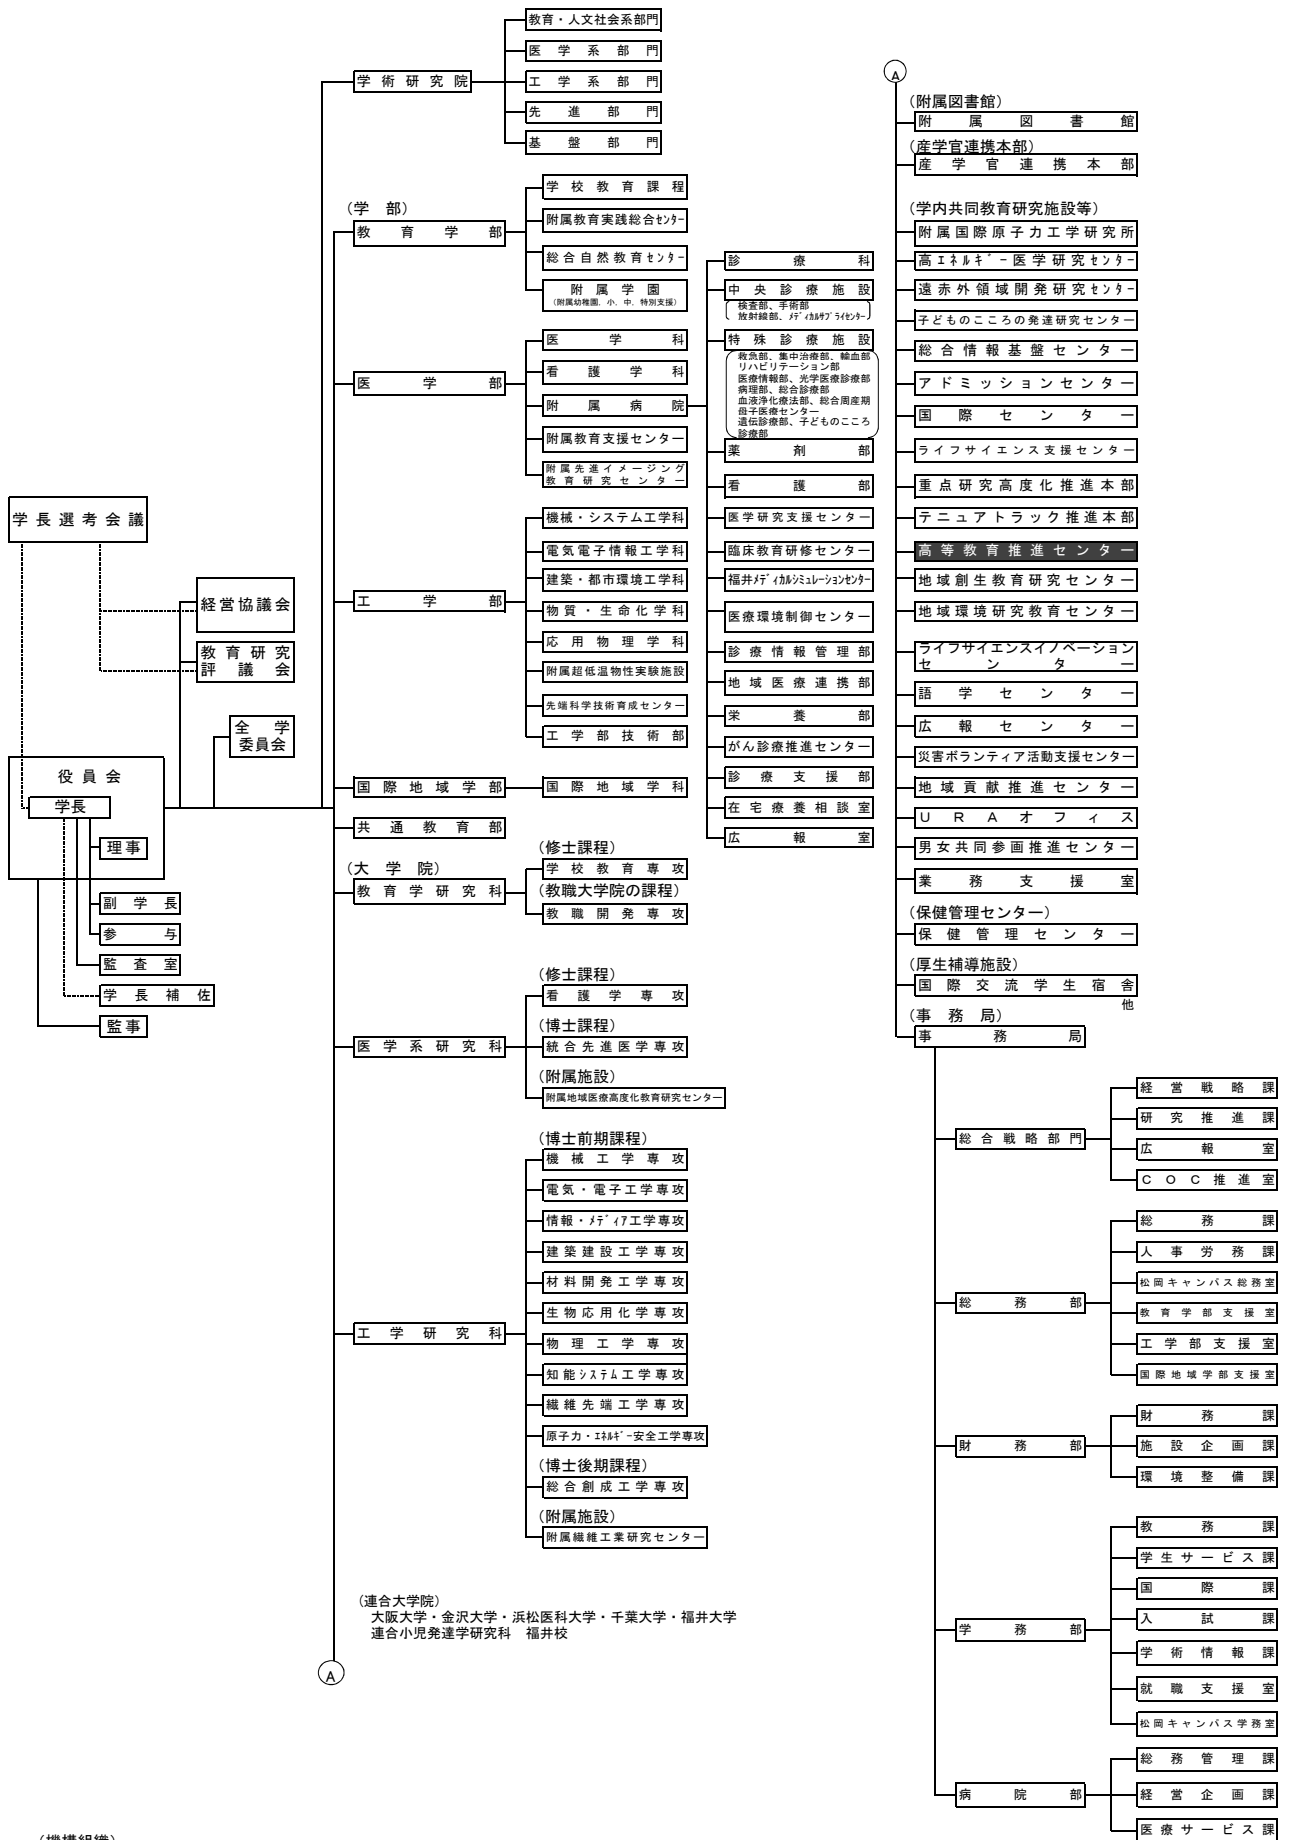 学長選考会議
経営協議会
教育研究
評議会
全学
委員会
役員会
学長
理事
副学長
参与
監査室
学長補佐
監事
学術研究院
教育・人文社会系部門
医学系部門
工学系部門
先進部門
基盤部門
（学　部）
教育学部
学校教育課程
附属教育実践総合ｾﾝﾀｰ
総合自然教育ｾﾝﾀｰ
附属学園
（附属幼稚園、小、中、特別支援）
医学部
医学科
看護学科
附属病院
附属教育支援センター
附属先進イメージング
教育研究センター
診療科
中央診療施設
検査部、手術部
放射線部、ﾒﾃﾞｨｶﾙｻﾌﾟﾗｲｾﾝﾀｰ
特殊診療施設
救急部、集中治療部、輸血部
リハビリテーション部
医療情報部、光学医療診療部
病理部、総合診療部
血液浄化療法部、総合周産期
母子医療センター
遺伝診療部、子どものこころ
診療部
薬剤部
看護部
医学研究支援センター
臨床教育研修センター
福井ﾒﾃﾞｨｶﾙｼﾐｭﾚｰｼｮﾝｾﾝﾀｰ
医療環境制御センター
診療情報管理部
地域医療連携部
栄養部
がん診療推進センター
診療支援部
在宅療養相談室
広報室
工学部
機械・システム工学科
電気電子情報工学科
建築・都市環境工学科
物質・生命化学科
応用物理学科
附属超低温物性実験施設
先端科学技術育成センター
工学部技術部
国際地域学部
国際地域学科
共通教育部
（大　学　院）
教育学研究科
（修士課程）
学校教育専攻
（教職大学院の課程）
教職開発専攻
医学系研究科
（修士課程）
看護学専攻
（博士課程）
統合先進医学専攻
（附属施設）
附属地域医療高度化教育研究センター
工学研究科
（博士前期課程）
機械工学専攻
電気・電子工学専攻
情報・ﾒﾃﾞｨｱ工学専攻
建築建設工学専攻
材料開発工学専攻
生物応用化学専攻
物理工学専攻
知能ｼｽﾃﾑ工学専攻
繊維先端工学専攻
原子力・ｴﾈﾙｷﾞｰ安全工学専攻
（博士後期課程）
総合創成工学専攻
（附属施設）
附属繊維工業研究センター
（連合大学院）
大阪大学・金沢大学・浜松医科大学・千葉大学・福井大学
連合小児発達学研究科　福井校
A
A
（附属図書館）
附属図書館
（産学官連携本部）
産学官連携本部
（学内共同教育研究施設等）
附属国際原子力工学研究所
高ｴﾈﾙｷﾞｰ医学研究ｾﾝﾀｰ
遠赤外領域開発研究ｾﾝﾀｰ
子どものこころの発達研究センター
総合情報基盤センター
アドミッションセンター
国際センター
ライフサイエンス支援センター
重点研究高度化推進本部
テニュアトラック推進本部
高等教育推進センター
地域創生教育研究センター
地域環境研究教育センター
ライフサイエンスイノベーション
センター
語学センター
広報センター
災害ボランティア活動支援センター
地域貢献推進センター
ＵＲＡオフィス
男女共同参画推進センター
業務支援室
（保健管理センター）
保健管理センター
（厚生補導施設）
国際交流学生宿舎
他
（事　務　局）
事務局
総合戦略部門
経営戦略課
研究推進課
広報室
ＣＯＣ推進室
総務部
総務課
人事労務課
松岡キャンパス総務室
教育学部支援室
工学部支援室
国際地域学部支援室
財務部
財務課
施設企画課
環境整備課
学務部
教務課
学生サービス課
国際課
入試課
学術情報課
就職支援室
松岡キャンパス学務室
病院部
総務管理課
経営企画課
医療サービス課
（機構組織）